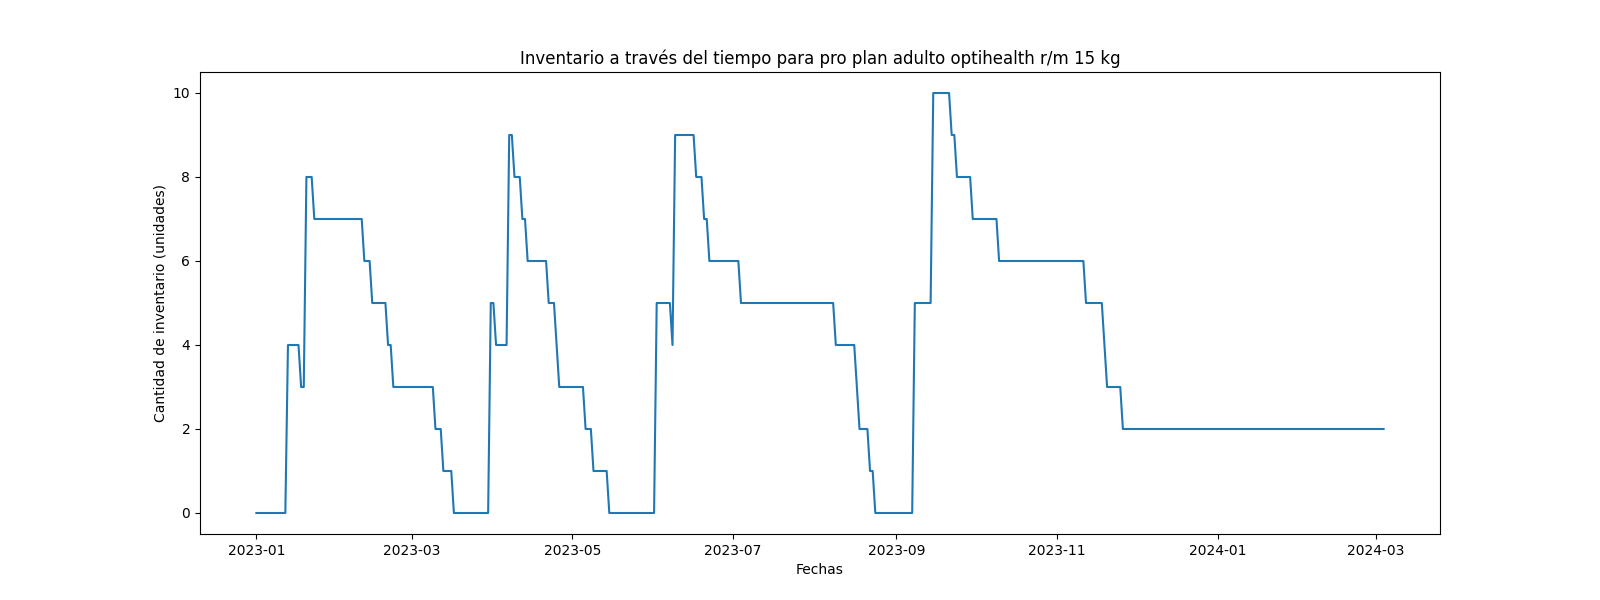 Inventario a través del tiempo para pro plan adulto optihealth r/m 15 kg
Cantidad de inventario (unidades)
10
8
6
4
2
0
2023-01 2023-03 2023-05 2023-07 2023-09 2023-11 2024-01 2024-03
Fechas